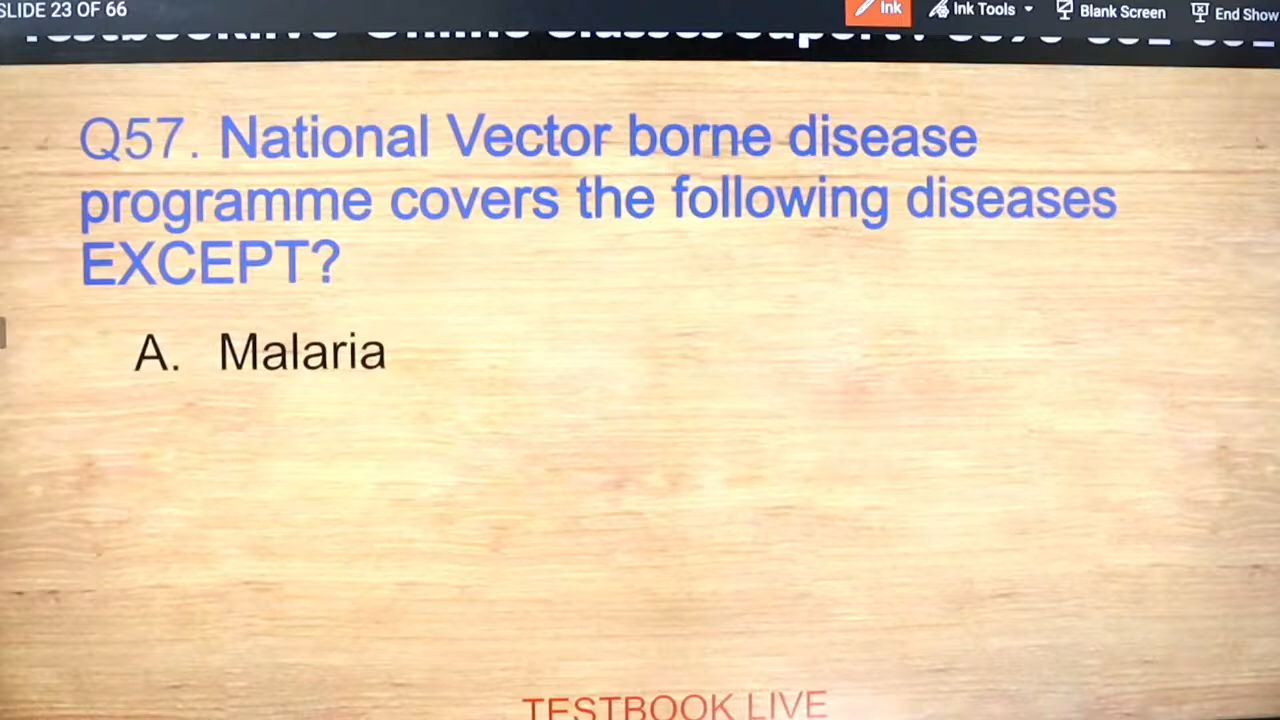 SLIDE 23 OF 66
Ink
Ink Tools
Blank Screen
End Show
Q57. National Vector borne disease
programme covers the following diseases
EXCEPT?
A. Malaria
TESTBOOK LIVE